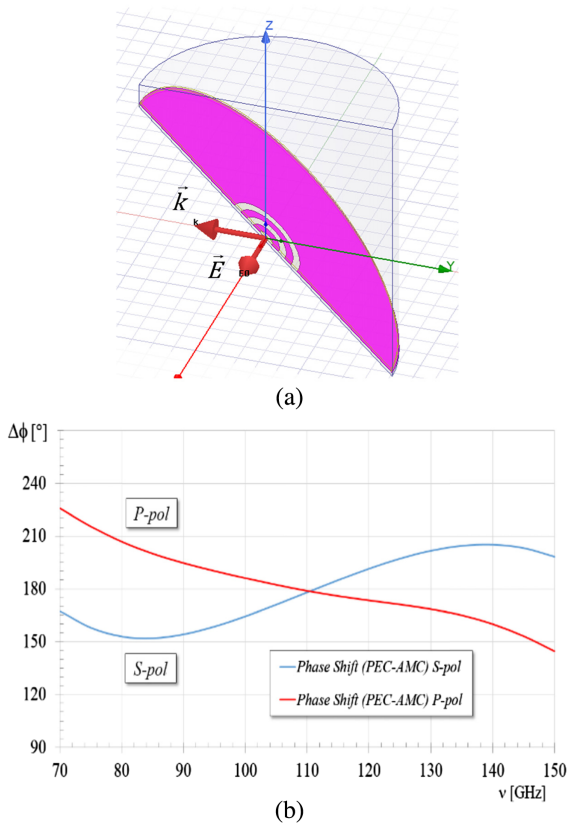 Z
k⃗
k
E⃗
E0
Y
(a)
Δϕ [°]
240
210
180
150
120
90
P-pol
S-pol
Phase Shift (PEC-AMC) S-pol
Phase Shift (PEC-AMC) P-pol
70 80 90 100 110 120 130 140 150
ν [GHz]
(b)